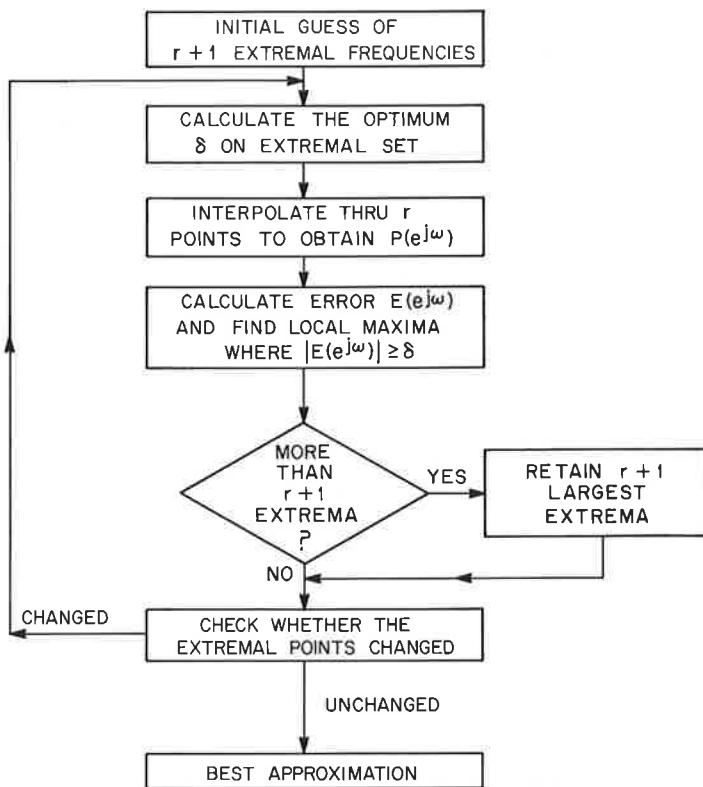 INITIAL GUESS OF
r + 1 EXTREMAL FREQUENCIES
CALCULATE THE OPTIMUM
δ ON EXTREMAL SET
INTERPOLATE THRU r
POINTS TO OBTAIN P(e^jω)
CALCULATE ERROR E(e^jω)
AND FIND LOCAL MAXIMA
WHERE |E(e^jω)| ≥ δ
MORE
THAN
r + 1
EXTREMA
?
YES
RETAIN r + 1
LARGEST
EXTREMA
NO
CHANGED
CHECK WHETHER THE
EXTREMAL POINTS CHANGED
UNCHANGED
BEST APPROXIMATION